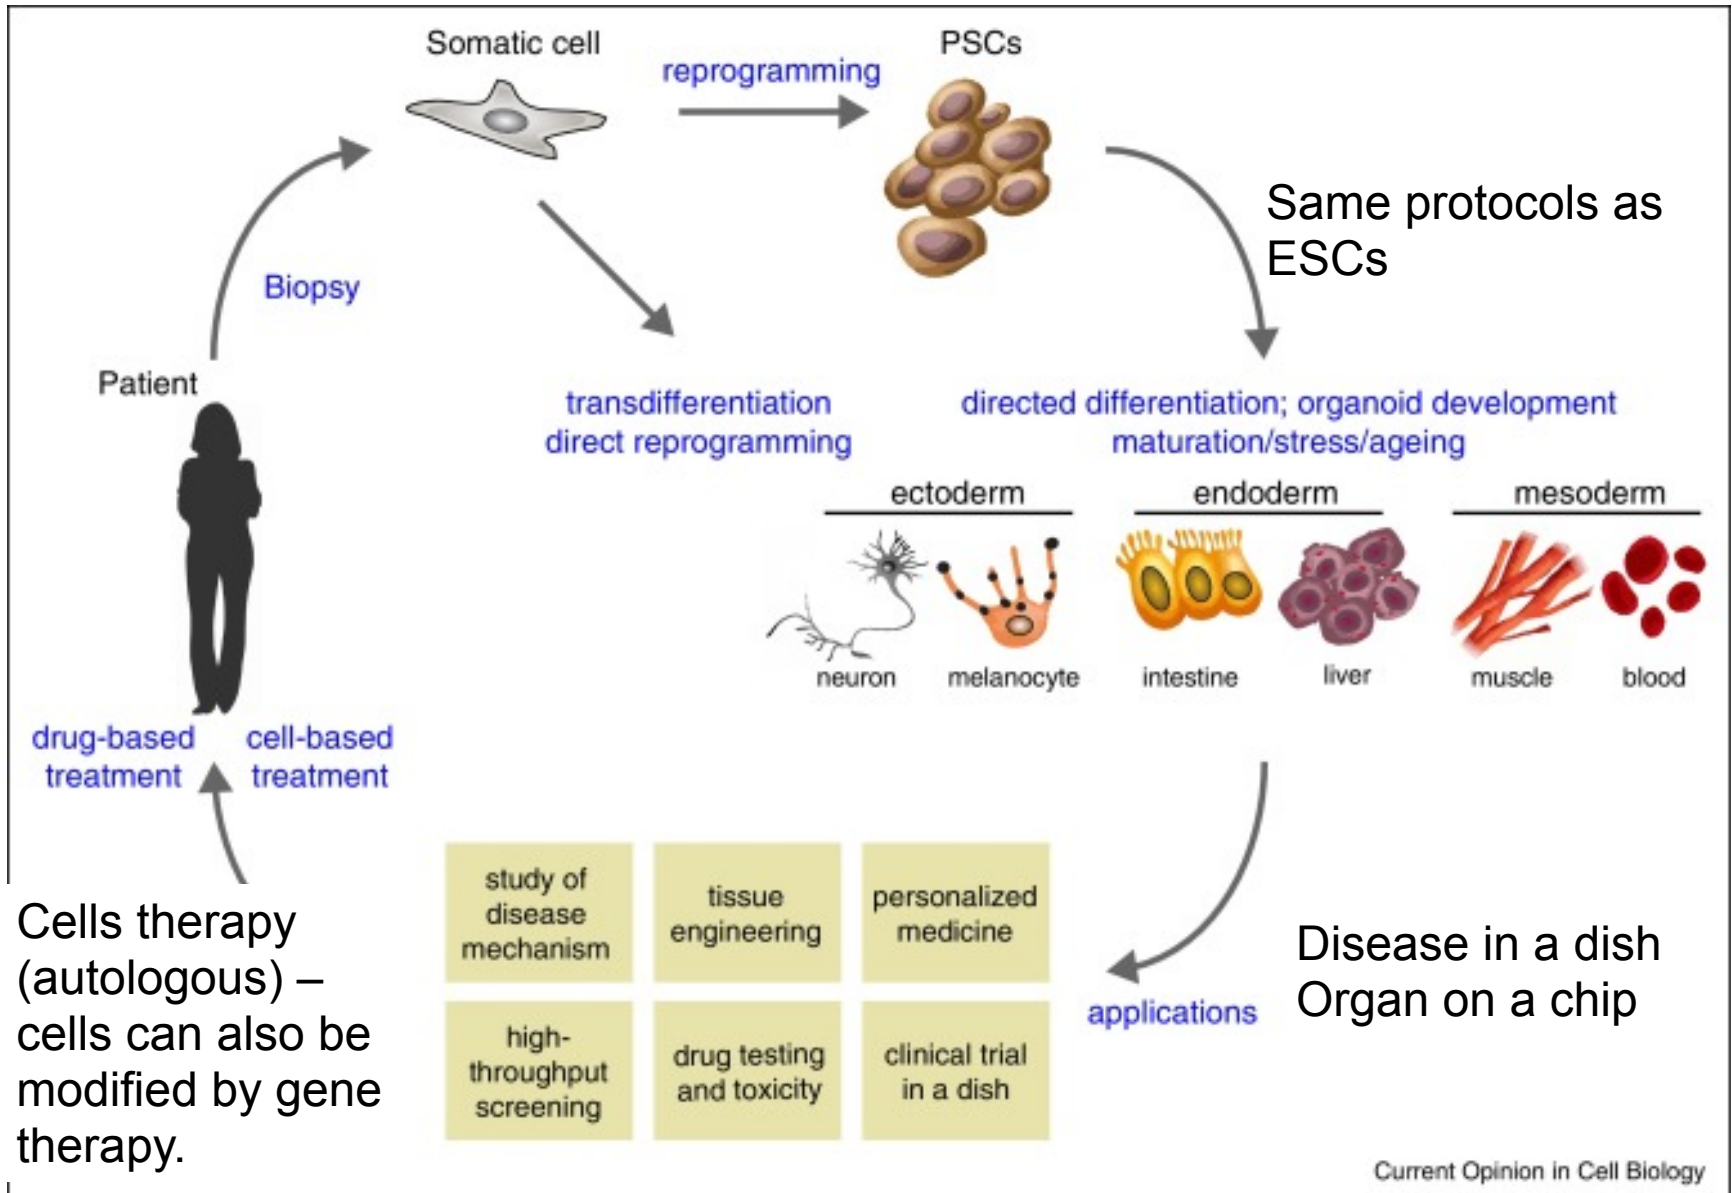 Somatic cell
reprogramming
PSCs
Same protocols as
ESCs
Biopsy
Patient
transdifferentiation
direct reprogramming
directed differentiation; organoid development
maturation/stress/ageing
ectoderm
endoderm
mesoderm
neuron
melanocyte
intestine
liver
muscle
blood
drug-based
treatment
cell-based
treatment
study of
disease
mechanism
tissue
engineering
personalized
medicine
high-
throughput
screening
drug testing
and toxicity
clinical trial
in a dish
applications
Disease in a dish
Organ on a chip
Cells therapy
(autologous) –
cells can also be
modified by gene
therapy.
Current Opinion in Cell Biology